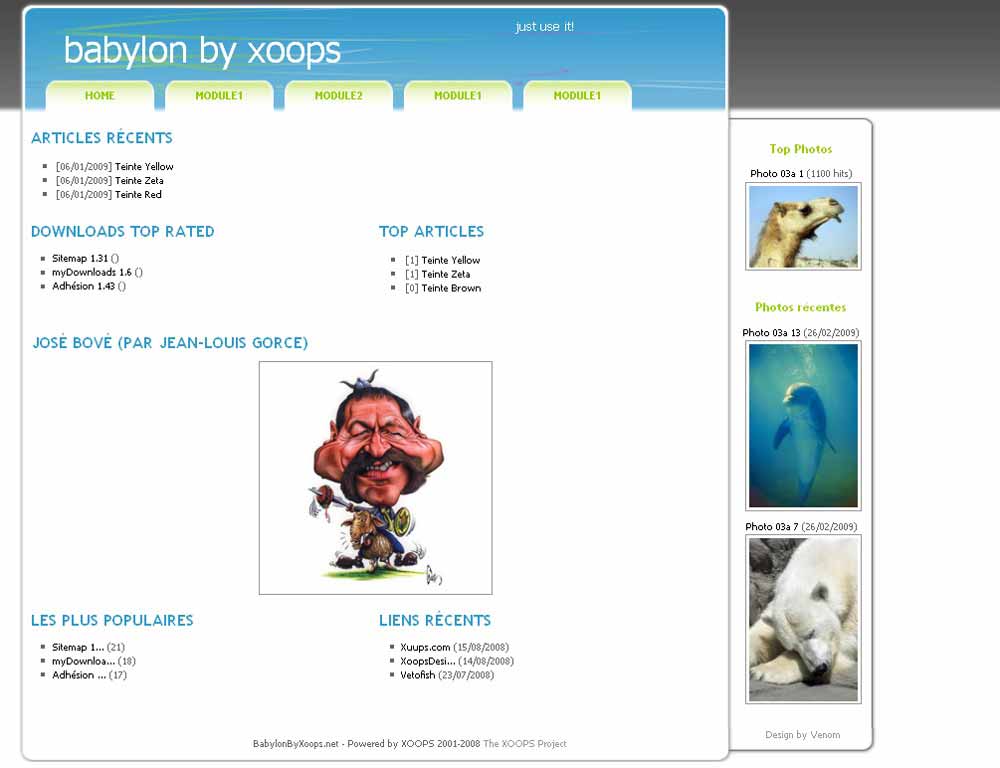 just use it!
babylon by xoops
HOME MODULE1 MODULE2 MODULE1 MODULE1
ARTICLES RÉCENTS
[06/01/2009] Teinte Yellow
[06/01/2009] Teinte Zeta
[06/01/2009] Teinte Red
DOWNLOADS TOP RATED
Sitemap 1.31 ()
myDownloads 1.6 ()
Adhésion 1.43 ()
TOP ARTICLES
[1] Teinte Yellow
[1] Teinte Zeta
[0] Teinte Brown
JOSÉ BOVÉ (PAR JEAN-LOUIS GORCE)
LES PLUS POPULAIRES
Sitemap 1... (21)
myDownloa... (18)
Adhésion ... (17)
LIENS RÉCENTS
Xuups.com (15/08/2008)
XoopsDesi... (14/08/2008)
Vetofish (23/07/2008)
BabylonByXoops.net - Powered by XOOPS 2001-2008 The XOOPS Project
Top Photos
Photo 03a 1 (1100 hits)
Photos récentes
Photo 03a 13 (26/02/2009)
Photo 03a 7 (26/02/2009)
Design by Venom